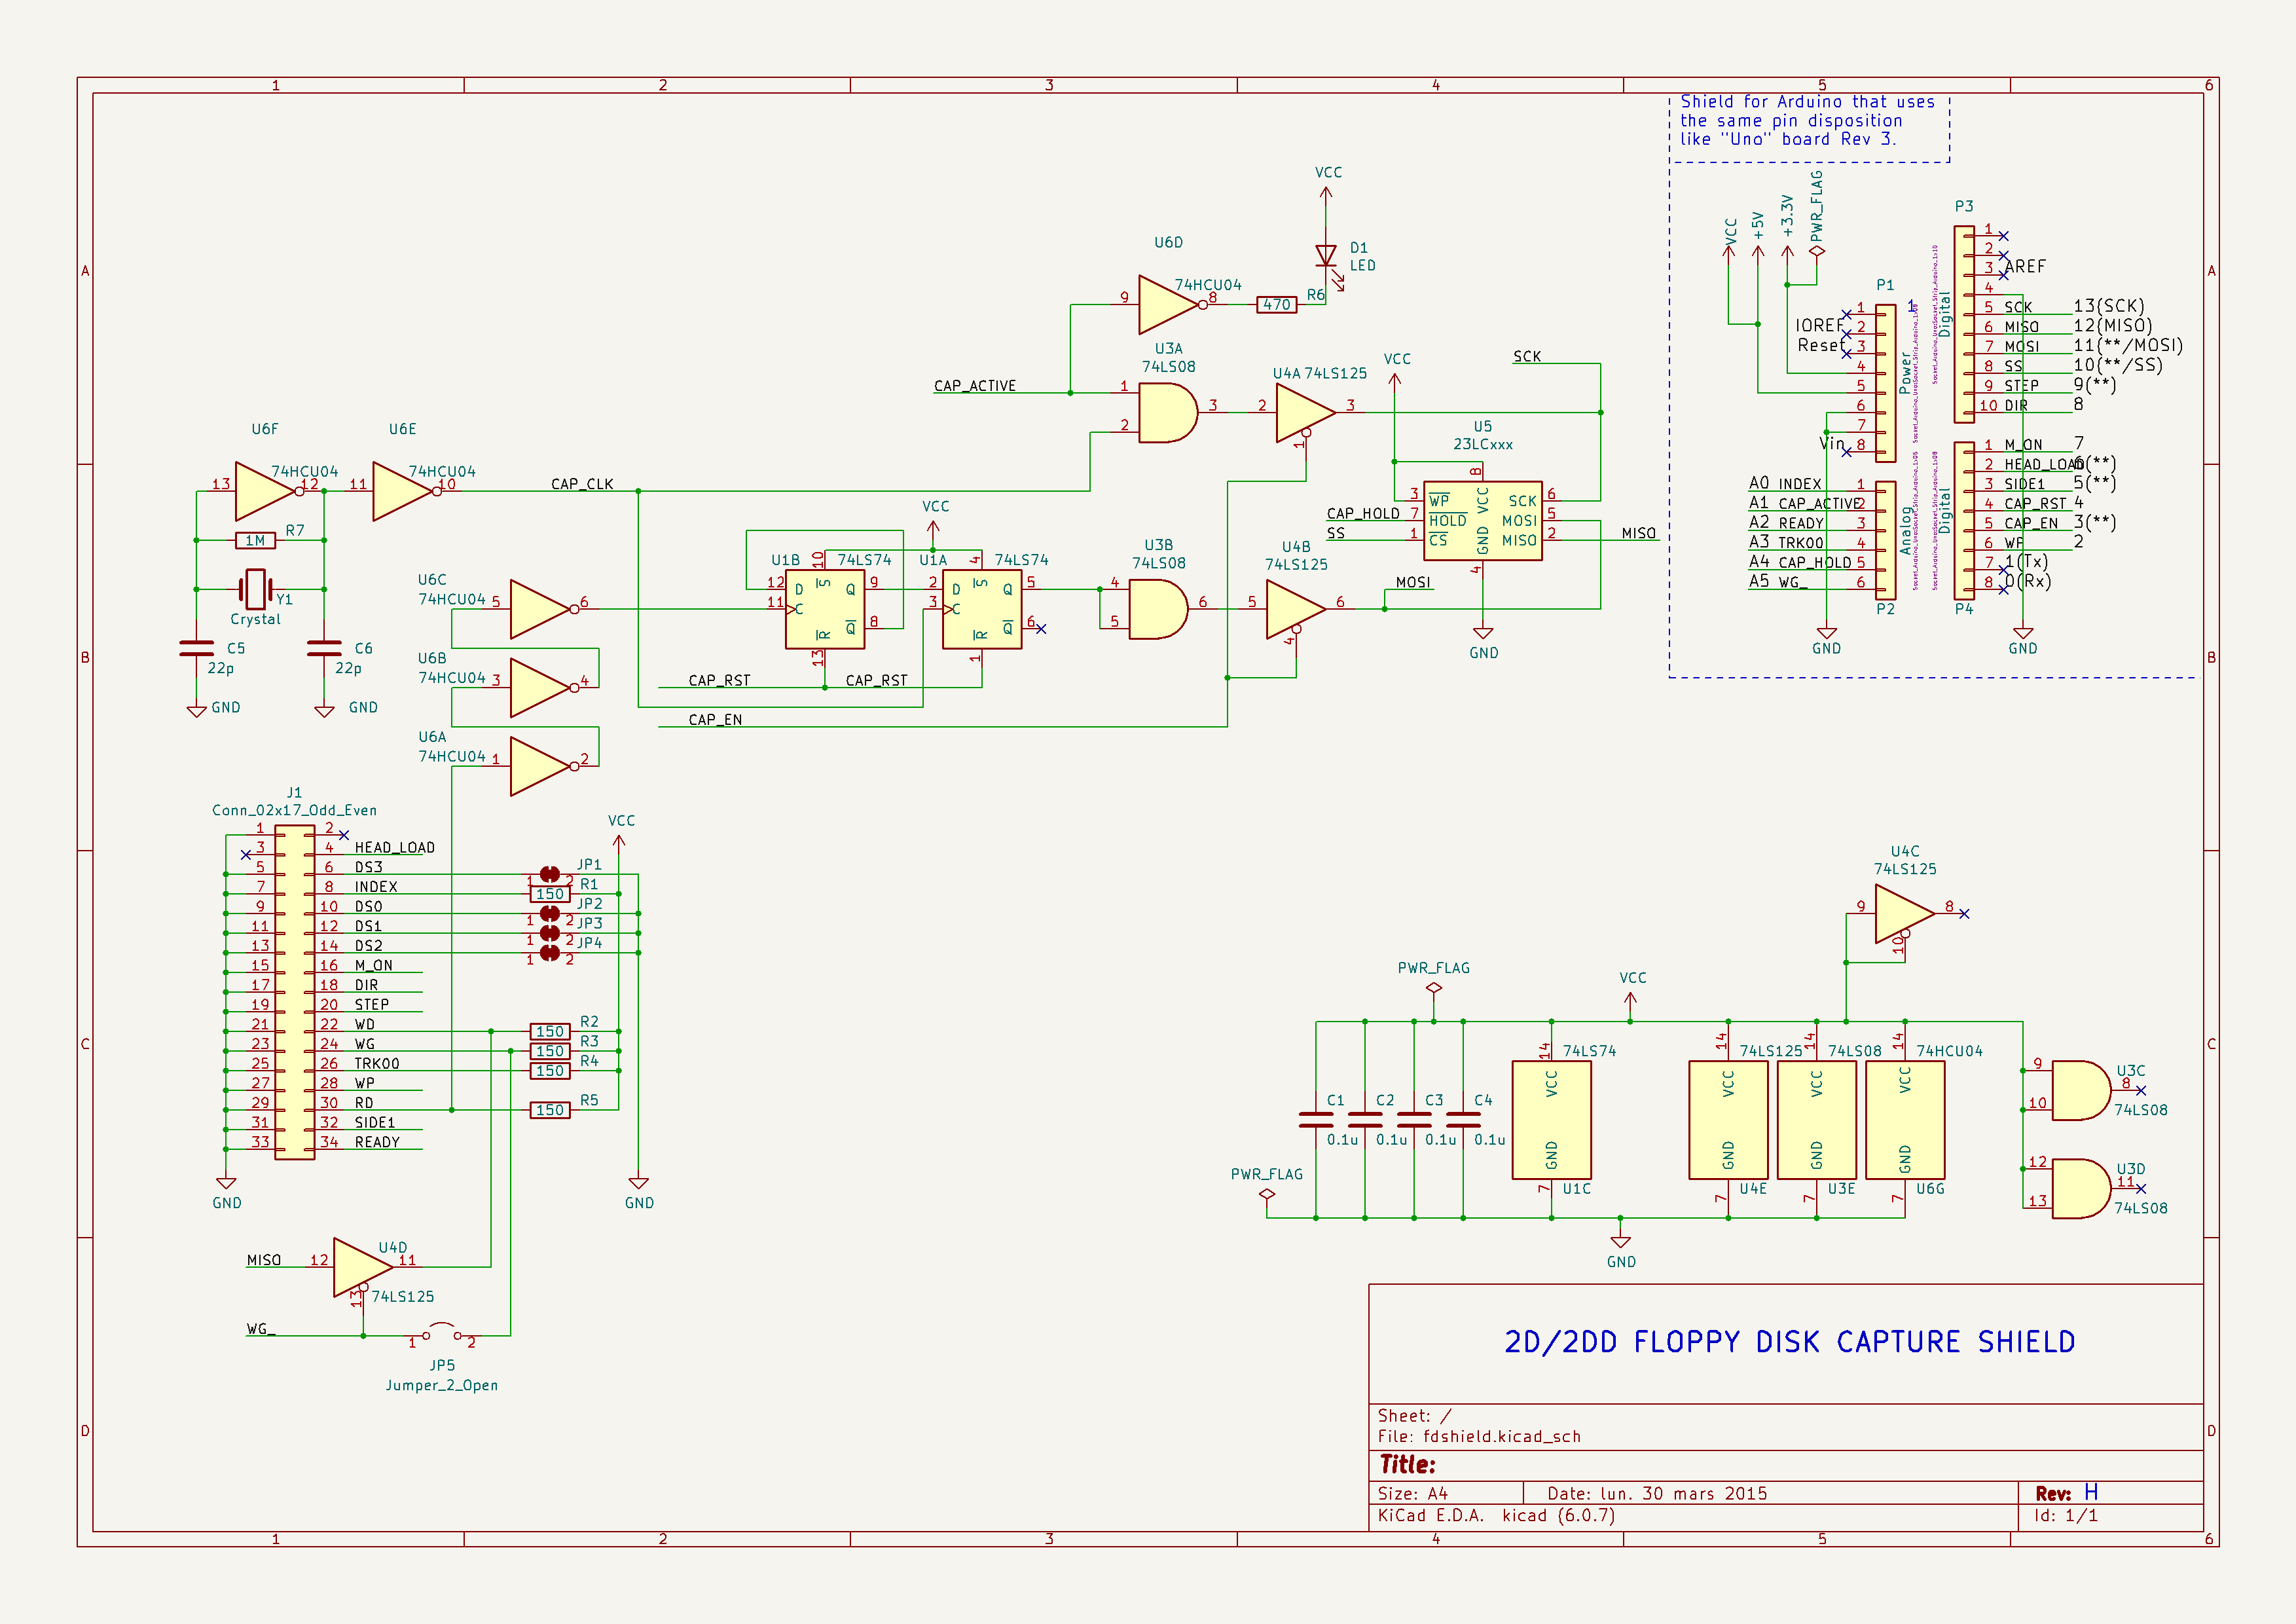 1 2 3 4 5 6
A
B
C
D
A
B
C
D
1 2 3 4 5 6
Shield for Arduino that uses
the same pin disposition
like "Uno" board Rev 3.
VCC
+5V
+3.3V
PWR_FLAG
P1
1
IOREF
Reset
Vin
Power
1
2
3
4
5
6
7
8
GND
P3
Digital
1
2
3 AREF
4
5 SCK 13(SCK)
6 MISO 12(MISO)
7 MOSI 11(**/MOSI)
8 SS 10(**/SS)
9 STEP 9(**)
10 DIR 8
1 M_ON 7
2 HEAD_LOAD 6(**)
3 SIDE1 5(**)
4 CAP_RST 4
5 CAP_EN 3(**)
6 WP 2
7 1(Tx)
8 0(Rx)
Digital
P4
GND
A0 INDEX 1
A1 CAP_ACTIVE 2
A2 READY 3
A3 TRK00 4
A4 CAP_HOLD 5
A5 WG_ 6
Analog
P2
Socket_Strip_Arduino_1x10
VCC
D1
LED
U6D
74HCU04
9 8
470
R6
U3A
74LS08
CAP_ACTIVE
1
2
3
U4A 74LS125
2 3
1
VCC
SCK
U5
23LCxxx
8
VCC
3 WP
7 HOLD
1 CS
SCK 6
MOSI 5
MISO 2
GND
4
CAP_HOLD
SS
MISO
GND
U6F
74HCU04
13 12
U6E
74HCU04
11 10
CAP_CLK
1M
R7
Y1
Crystal
C5
22p
C6
22p
GND
GND
U6C
74HCU04
5 6
U6B
74HCU04
3 4
U6A
74HCU04
1 2
VCC
U1B 74LS74
10
12 D
11 C
S
R
Q 9
Q 8
13
U1A 74LS74
4
2 D
3 C
S
R
Q 5
Q 6
1
CAP_RST
CAP_RST
CAP_EN
U3B
74LS08
4
5
6
U4B
74LS125
5 6
4
MOSI
J1
Conn_02x17_Odd_Even
1 2
3 4 HEAD_LOAD
5 6 DS3
7 8 INDEX
9 10 DS0
11 12 DS1
13 14 DS2
15 16 M_ON
17 18 DIR
19 20 STEP
21 22 WD
23 24 WG
25 26 TRK00
27 28 WP
29 30 RD
31 32 SIDE1
33 34 READY
GND
VCC
1 2 JP1
150 R1
1 2 JP2
1 2 JP3
1 2 JP4
150 R2
150 R3
150 R4
150 R5
GND
MISO 12
U4D
11
13
74LS125
WG_
1 2
JP5
Jumper_2_Open
U4C
74LS125
9 8
10
PWR_FLAG
VCC
C1
0.1u
C2
0.1u
C3
0.1u
C4
0.1u
PWR_FLAG
14
74LS74
VCC
GND
7
U1C
14
74LS125
VCC
GND
7
U4E
14
74LS08
VCC
GND
7
U3E
14
74HCU04
VCC
GND
7
U6G
GND
9
10
U3C
8
74LS08
12
13
U3D
11
74LS08
2D/2DD FLOPPY DISK CAPTURE SHIELD
Sheet: /
File: fdshield.kicad_sch
Title:
Size: A4 Date: lun. 30 mars 2015 Rev: H
KiCad E.D.A. kicad (6.0.7) Id: 1/1